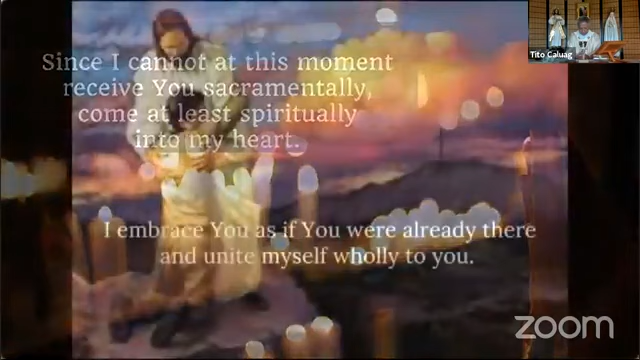 Since I cannot at this moment
receive You sacramentally,
come at least spiritually
into my heart.
I embrace You as if You were already there
and unite myself wholly to you.
Tito Caluag
zoom